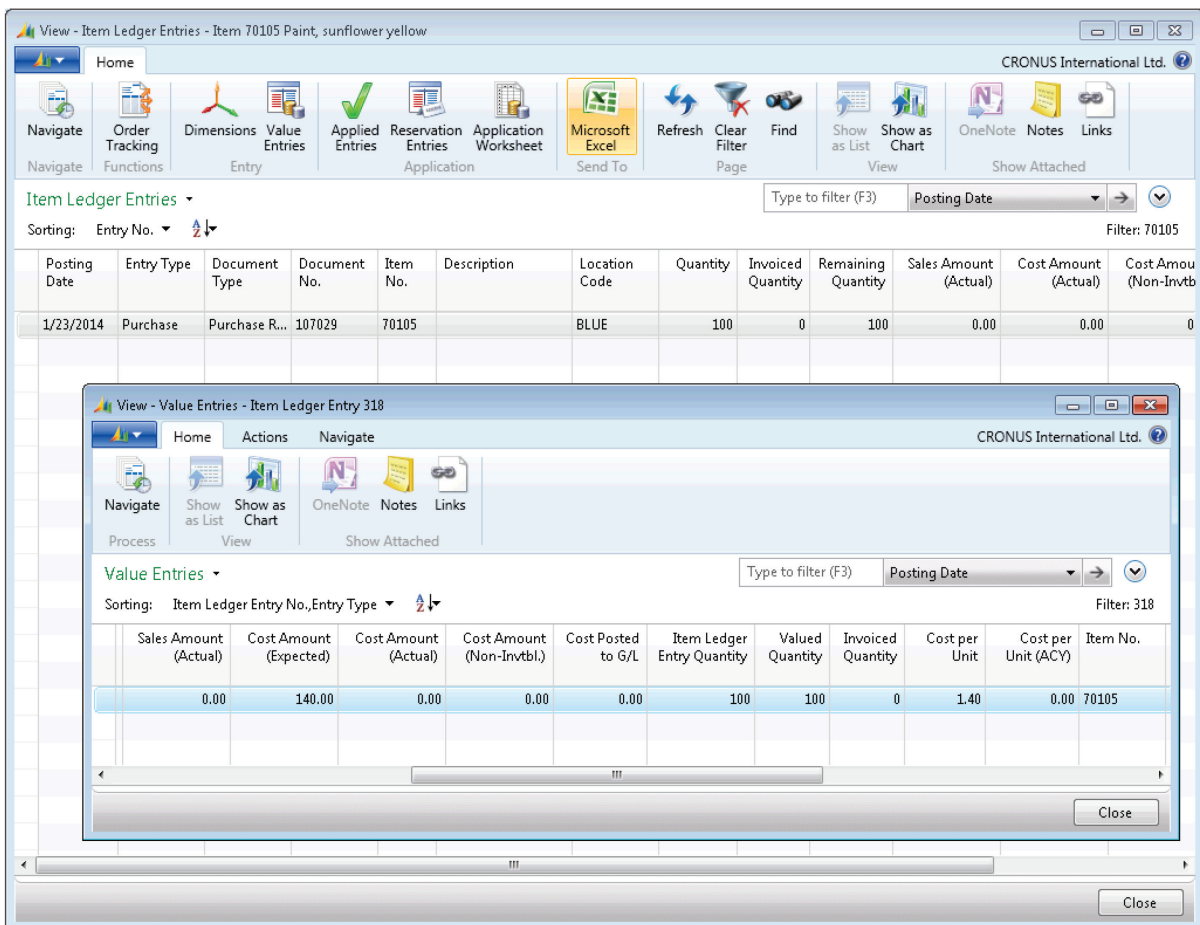 View - Item Ledger Entries - Item 70105 Paint, sunflower yellow
Home CRONUS International Ltd.
Navigate Order Tracking Dimensions Value Entries Applied Entries Reservation Entries Application Worksheet Microsoft Excel Refresh Clear Filter Find Show as List Show as Chart OneNote Notes Links
Navigate Functions Entry Application Send To Page View Show Attached
Item Ledger Entries Type to filter (F3) Posting Date
Sorting: Entry No. Filter: 70105
Posting Date Entry Type Document Type Document No. Item No. Description Location Code Quantity Invoiced Quantity Remaining Quantity Sales Amount (Actual) Cost Amount (Actual) Cost Amou (Non-Invtb
1/23/2014 Purchase Purchase R... 107029 70105 BLUE 100 0 100 0.00 0.00 0
View - Value Entries - Item Ledger Entry 318
Home Actions Navigate CRONUS International Ltd.
Navigate Show as List Show as Chart OneNote Notes Links
Process View Show Attached
Value Entries Type to filter (F3) Posting Date
Sorting: Item Ledger Entry No.,Entry Type Filter: 318
Sales Amount (Actual) Cost Amount (Expected) Cost Amount (Actual) Cost Amount (Non-Invtbl.) Cost Posted to G/L Item Ledger Entry Quantity Valued Quantity Invoiced Quantity Cost per Unit Cost per Unit (ACY) Item No.
0.00 140.00 0.00 0.00 0.00 100 100 0 1.40 0.00 70105
Close
Close